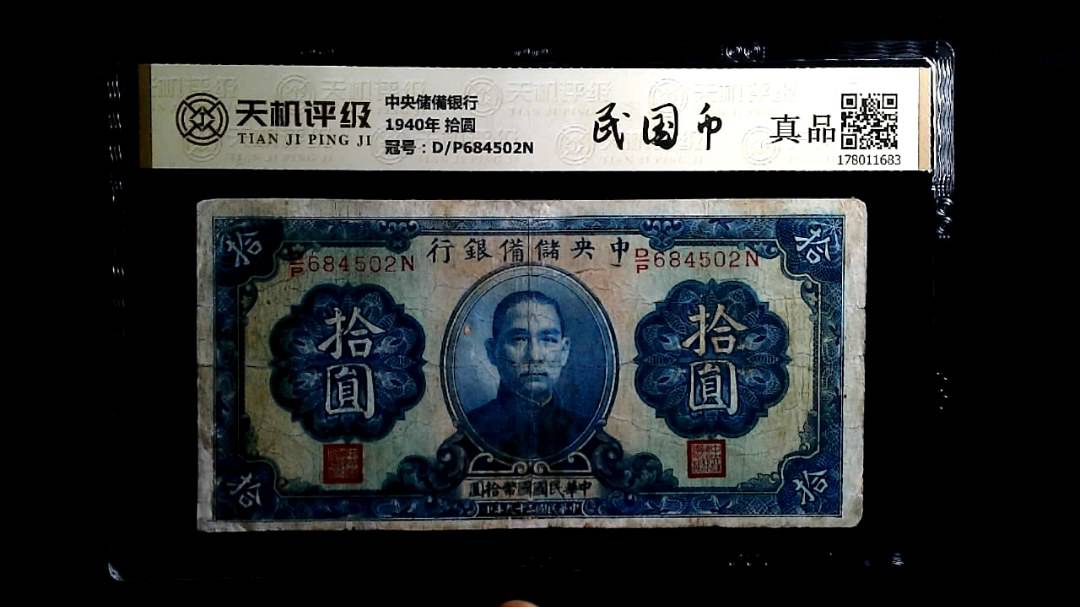 天机评级
TIAN JI PING JI
中央储備银行
1940年 拾圆
冠号：D/P684502N
民国币
真品
178011683
行銀備儲央中
D/P684502N
D/P684502N
拾
拾
拾圓
拾圓
圓拾幣國國民華中
拾
拾